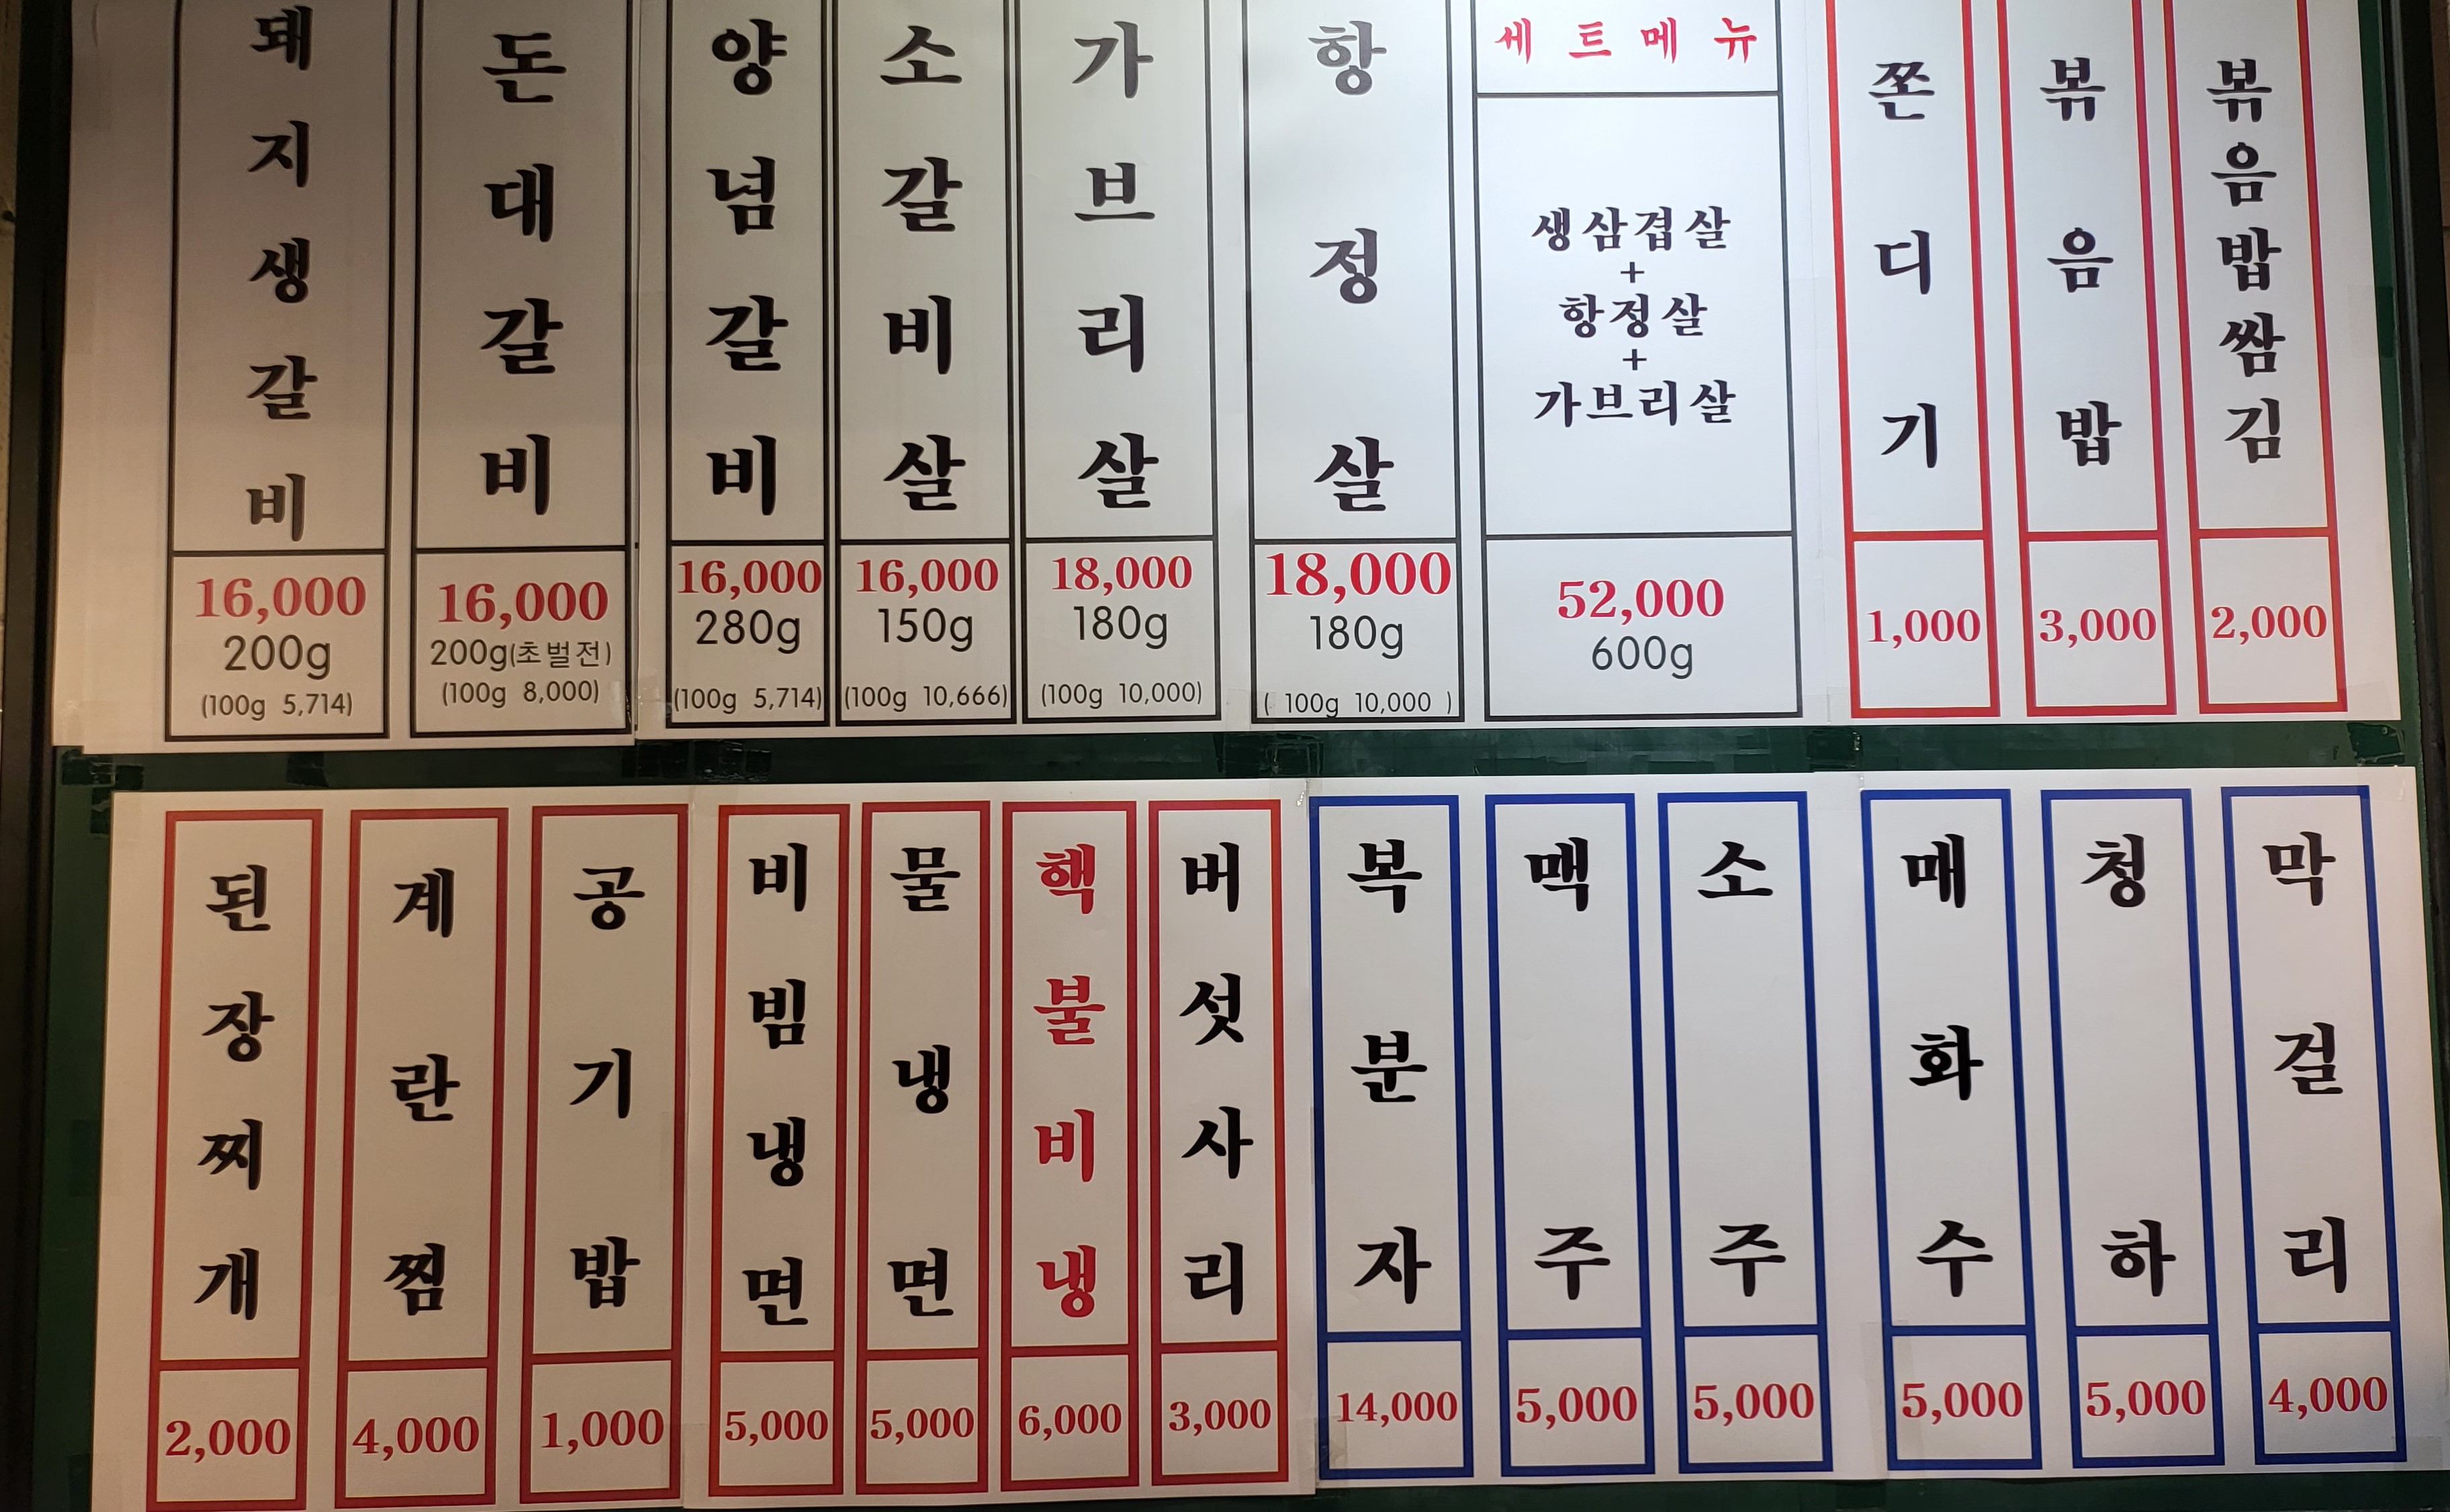 돼지생갈비
16,000
200g
(100g 5,714)
돈대갈비
16,000
200g(초벌전)
(100g 8,000)
양념갈비
16,000
280g
(100g 5,714)
소갈비살
16,000
150g
(100g 10,666)
가브리살
18,000
180g
(100g 10,000)
항정살
18,000
180g
( 100g 10,000 )
세트메뉴
생삼겹살
+
항정살
+
가브리살
52,000
600g
쫀디기
1,000
볶음밥
3,000
볶음밥쌈김
2,000
된장찌개
2,000
계란찜
4,000
공기밥
1,000
비빔냉면
5,000
물냉면
5,000
핵불비냉
6,000
버섯사리
3,000
복분자
14,000
맥주
5,000
소주
5,000
매화수
5,000
청하
5,000
막걸리
4,000